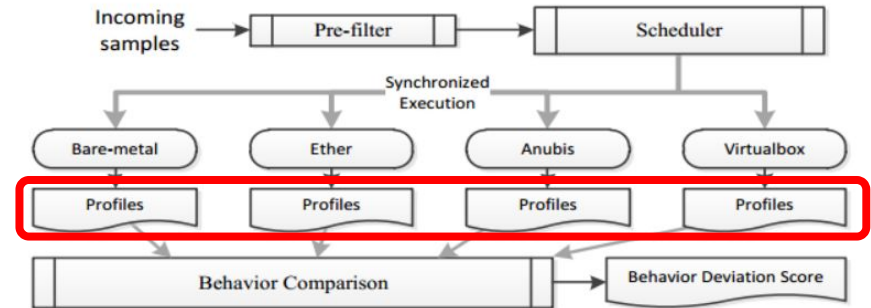 Incoming
samples
Pre-filter
Scheduler
Synchronized
Execution
Bare-metal
Ether
Anubis
Virtualbox
Profiles
Profiles
Profiles
Profiles
Behavior Comparison
Behavior Deviation Score